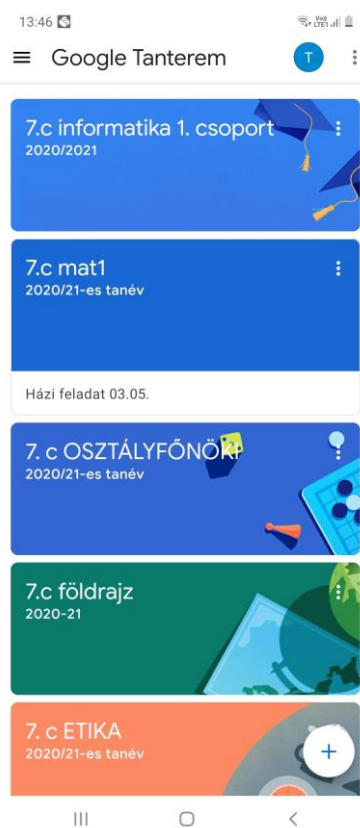 13:46
Google Tanterem
T
7.c informatika 1. csoport
2020/2021
7.c mat1
2020/21-es tanév
Házi feladat 03.05.
7. c OSZTÁLYFŐNÖKI
2020/21-es tanév
7.c földrajz
2020-21
7. c ETIKA
2020/21-es tanév